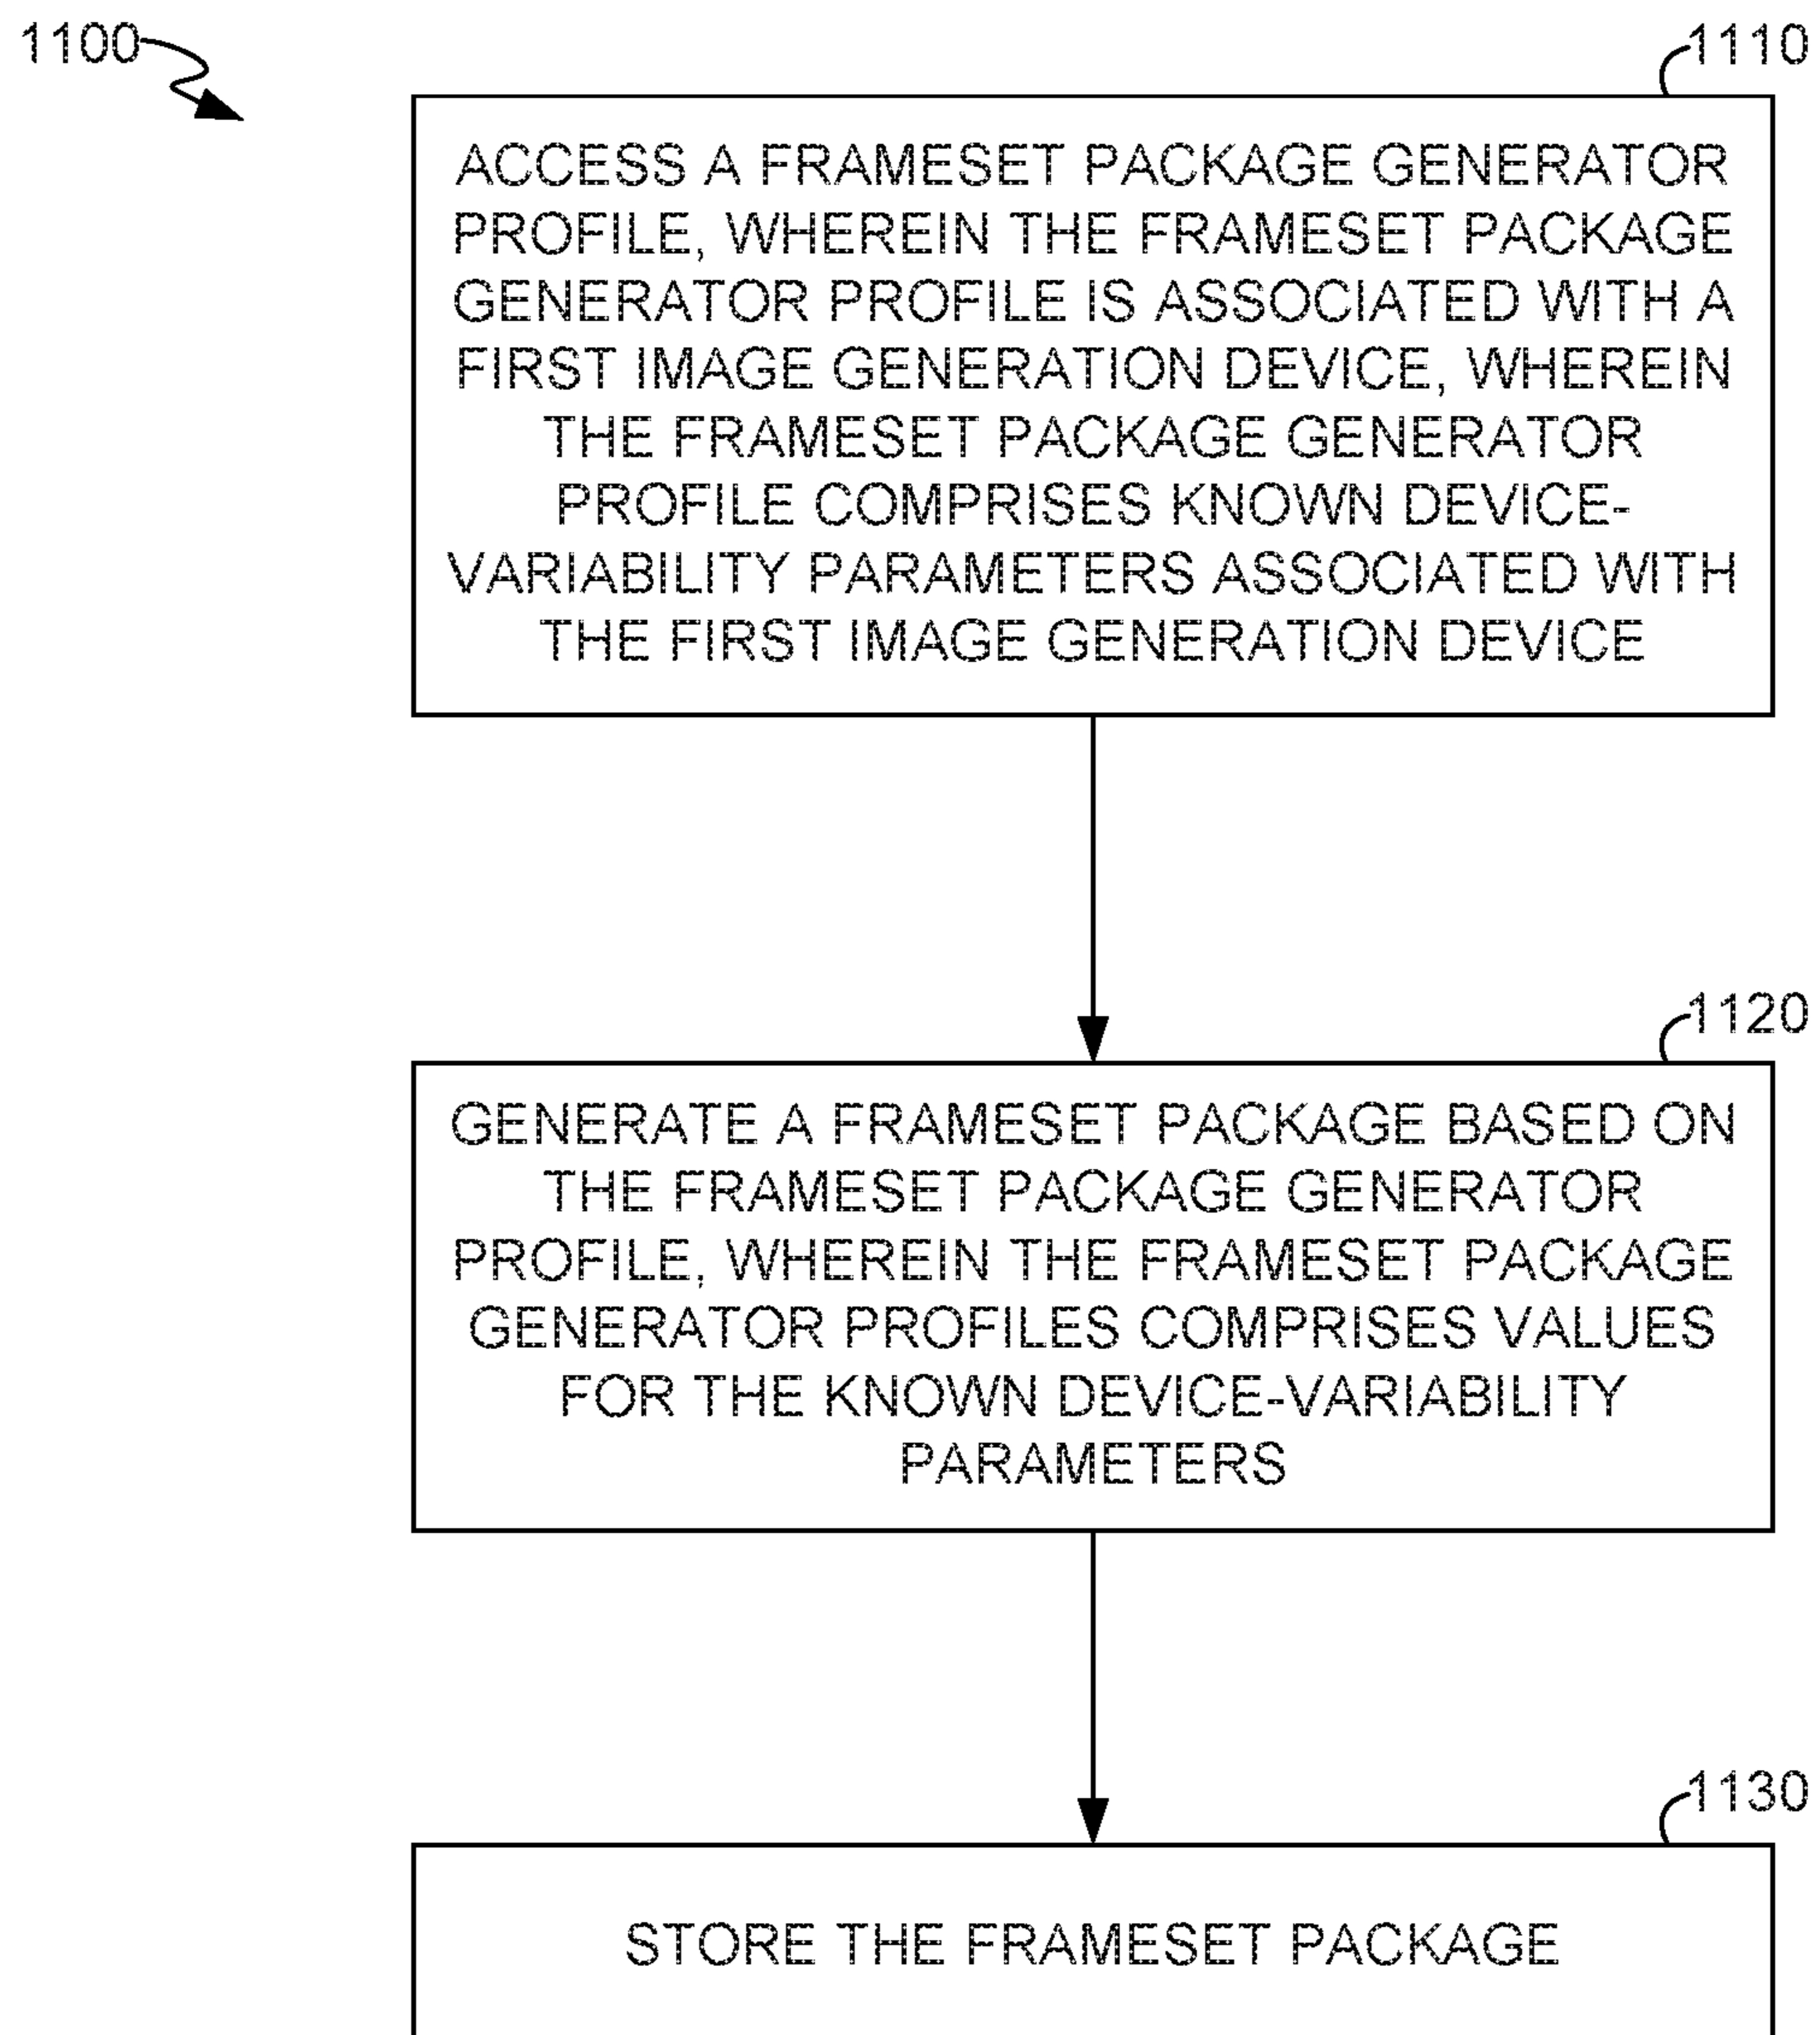 1100
1110
ACCESS A FRAMESET PACKAGE GENERATOR
PROFILE, WHEREIN THE FRAMESET PACKAGE
GENERATOR PROFILE IS ASSOCIATED WITH A
FIRST IMAGE GENERATION DEVICE, WHEREIN
THE FRAMESET PACKAGE GENERATOR
PROFILE COMPRISES KNOWN DEVICE-
VARIABILITY PARAMETERS ASSOCIATED WITH
THE FIRST IMAGE GENERATION DEVICE
1120
GENERATE A FRAMESET PACKAGE BASED ON
THE FRAMESET PACKAGE GENERATOR
PROFILE, WHEREIN THE FRAMESET PACKAGE
GENERATOR PROFILES COMPRISES VALUES
FOR THE KNOWN DEVICE-VARIABILITY
PARAMETERS
1130
STORE THE FRAMESET PACKAGE